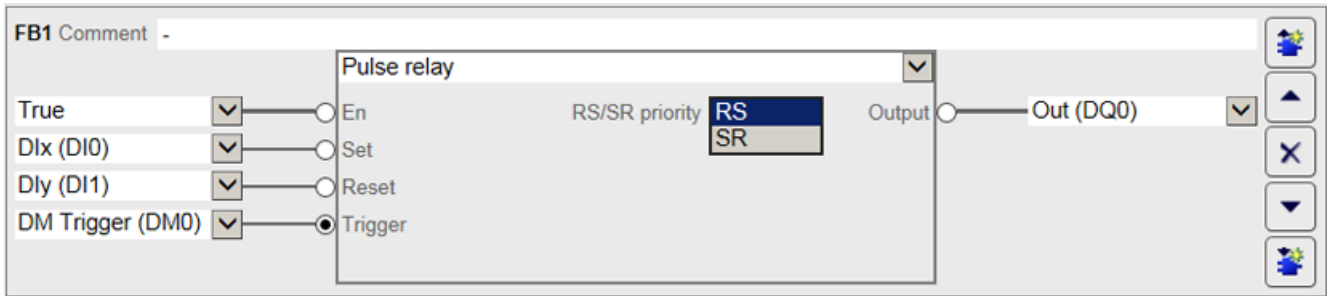 FB1 Comment -
Pulse relay
True En RS/SR priority RS Output Out (DQ0)
DIx (DI0) Set SR
DIy (DI1) Reset
DM Trigger (DM0) Trigger